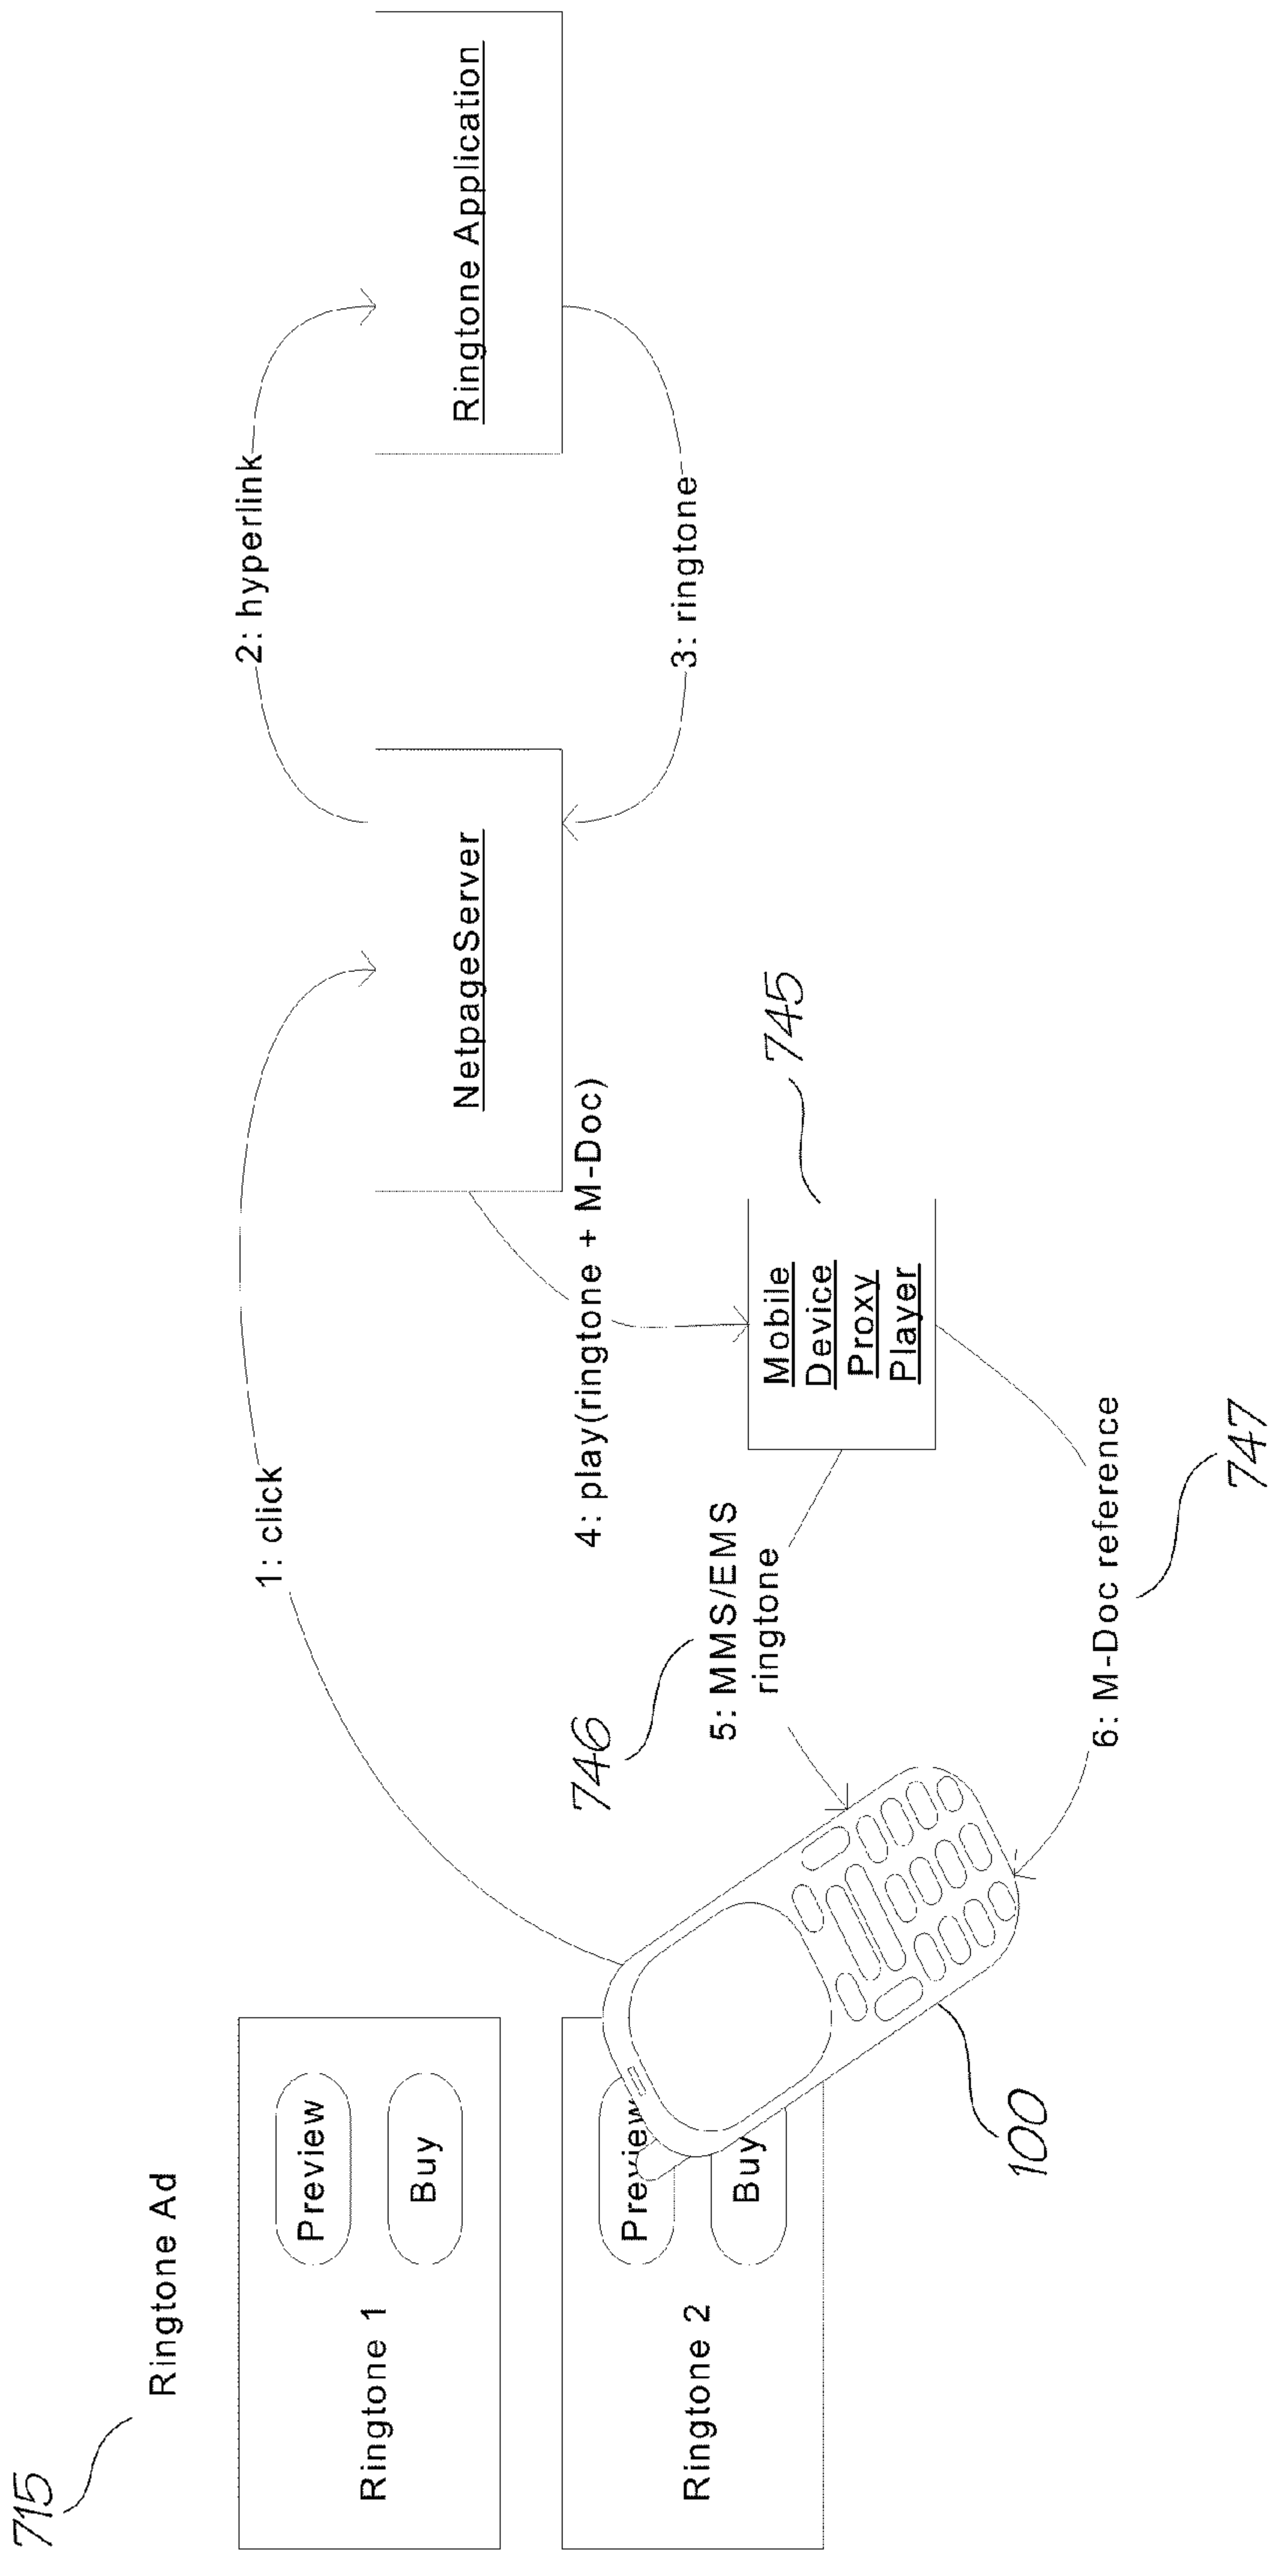 715
Ringtone Ad
Ringtone 1
Preview
Buy
Ringtone 2
Preview
Buy
100
1: click
2: hyperlink
NetpageServer
Ringtone Application
3: ringtone
4: play(ringtone + M-Doc)
745
Mobile
Device
Proxy
Player
746
5: MMS/EMS
ringtone
6: M-Doc reference
747